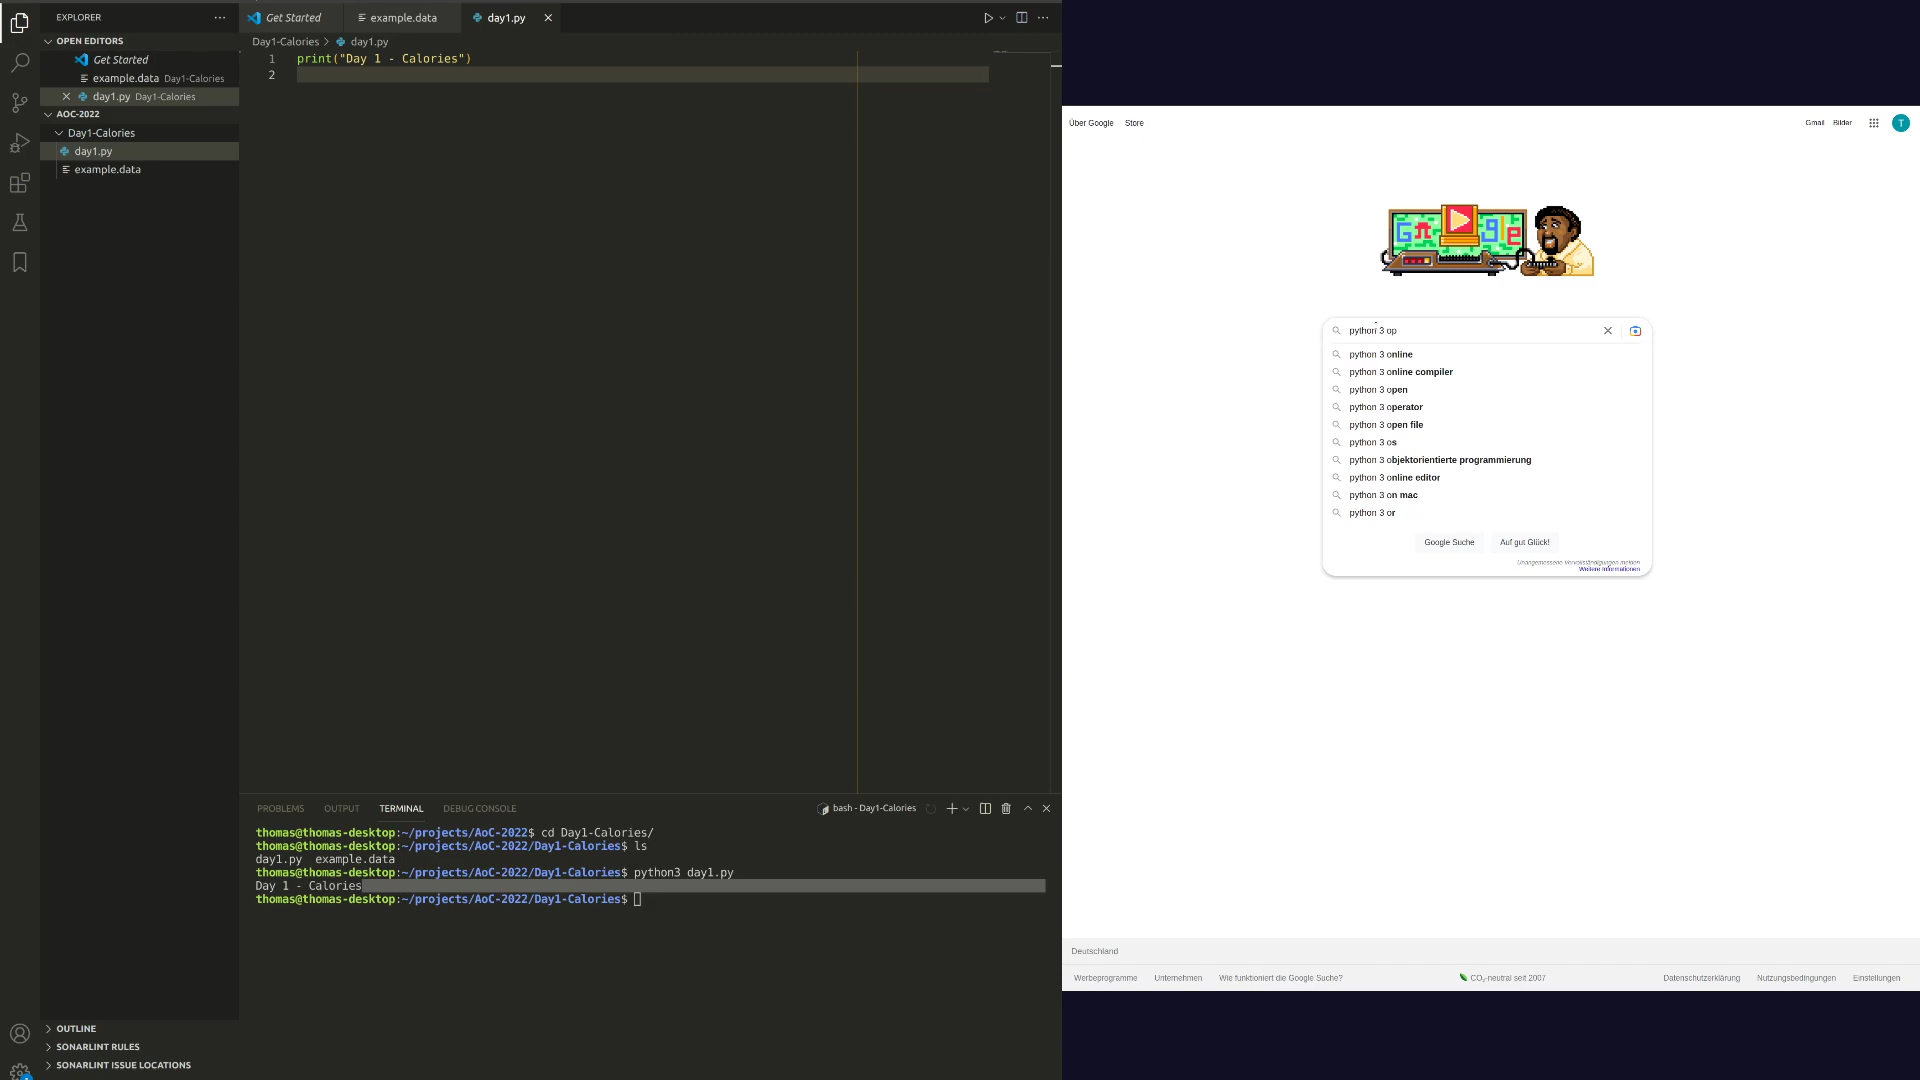 EXPLORER
OPEN EDITORS
Get Started
example.data Day1-Calories
day1.py Day1-Calories
AOC-2022
Day1-Calories
day1.py
example.data
OUTLINE
SONARLINT RULES
SONARLINT ISSUE LOCATIONS
Get Started
example.data
day1.py
Day1-Calories > day1.py
1 print("Day 1 - Calories")
2
PROBLEMS OUTPUT TERMINAL DEBUG CONSOLE
bash - Day1-Calories
thomas@thomas-desktop:~/projects/AoC-2022$ cd Day1-Calories/
thomas@thomas-desktop:~/projects/AoC-2022/Day1-Calories$ ls
day1.py  example.data
thomas@thomas-desktop:~/projects/AoC-2022/Day1-Calories$ python3 day1.py
Day 1 - Calories
thomas@thomas-desktop:~/projects/AoC-2022/Day1-Calories$
Über Google Store
Gmail Bilder
T
python 3 op
python 3 online
python 3 online compiler
python 3 open
python 3 operator
python 3 open file
python 3 os
python 3 objektorientierte programmierung
python 3 online editor
python 3 on mac
python 3 or
Google Suche Auf gut Glück!
Unangemessene Vervollständigungen melden
Weitere Informationen
Deutschland
Werbeprogramme Unternehmen Wie funktioniert die Google Suche?
CO₂-neutral seit 2007
Datenschutzerklärung Nutzungsbedingungen Einstellungen